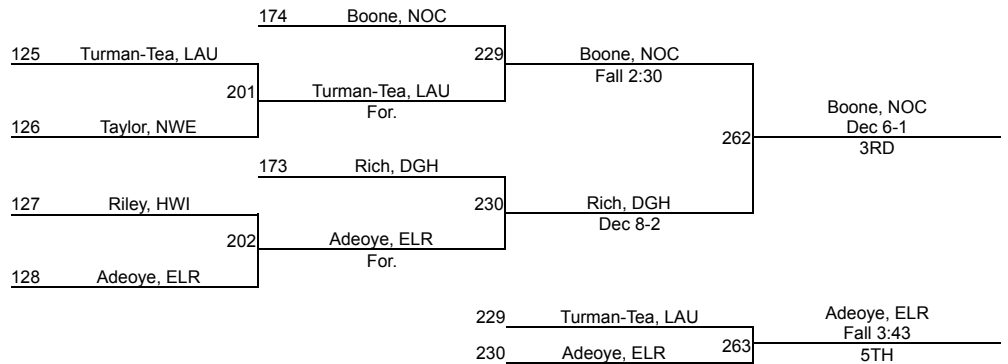 174 Boone, NOC
125 Turman-Tea, LAU
229 Boone, NOC
Fall 2:30
201 Turman-Tea, LAU
For.
Boone, NOC
126 Taylor, NWE
Dec 6-1
262
3RD
173 Rich, DGH
127 Riley, HWI
230 Rich, DGH
Dec 8-2
202 Adeoye, ELR
For.
128 Adeoye, ELR
229 Turman-Tea, LAU
Adeoye, ELR
Fall 3:43
230 Adeoye, ELR
263
5TH